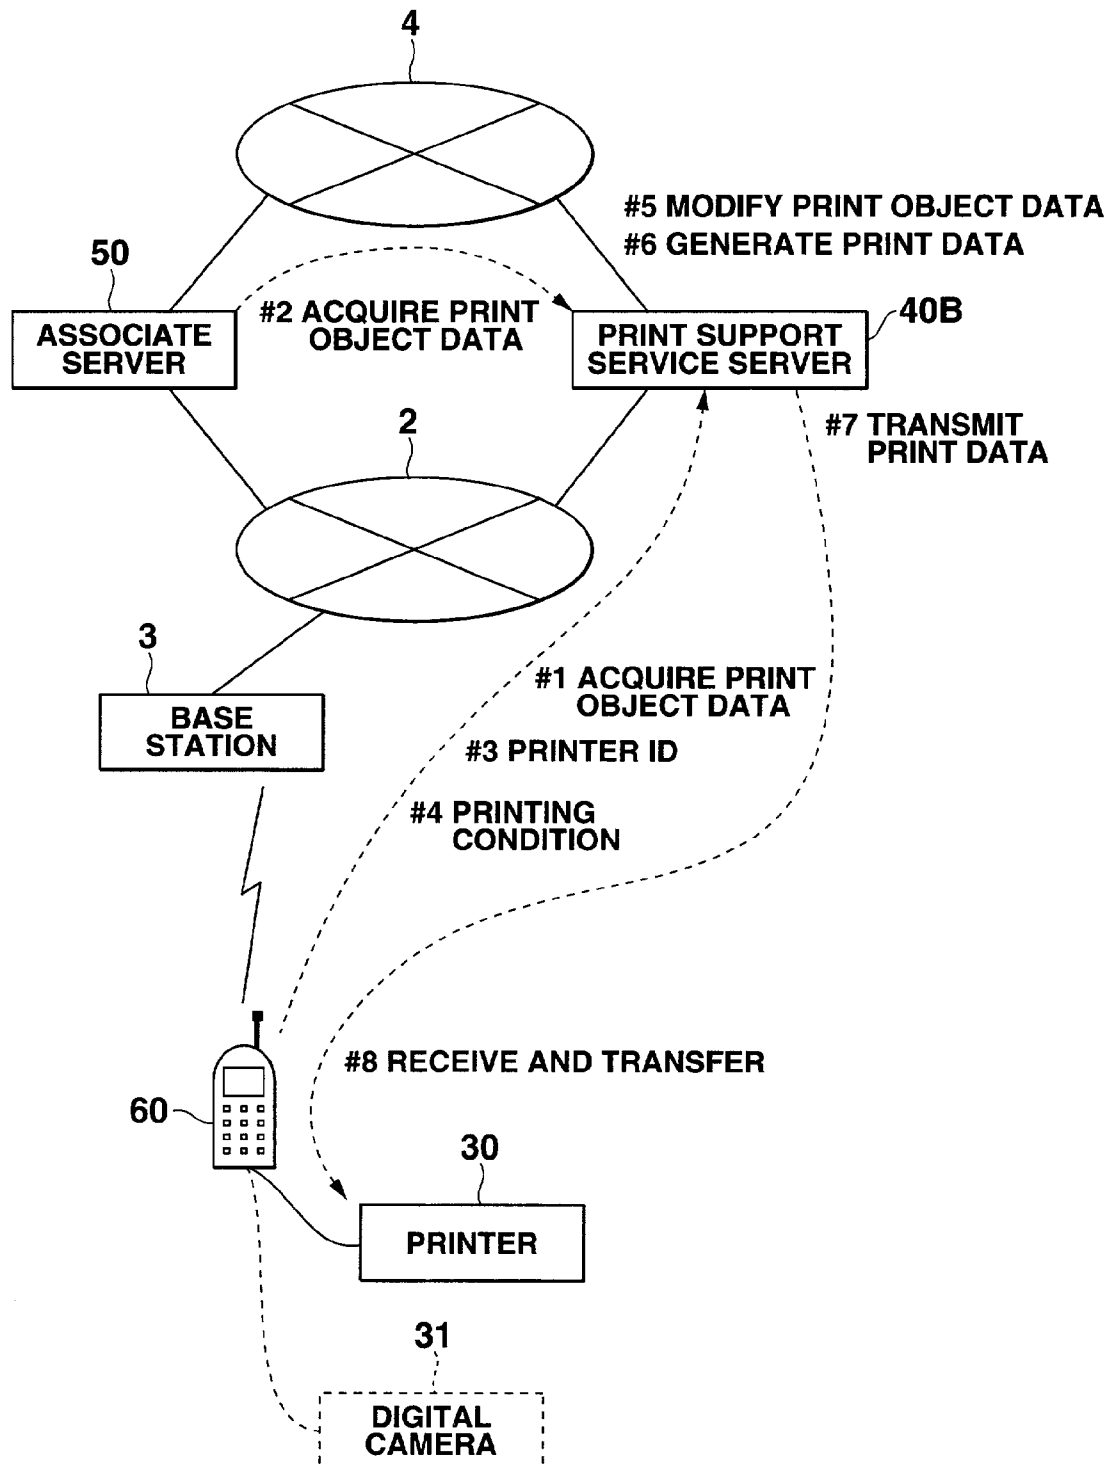 4
#5 MODIFY PRINT OBJECT DATA
#6 GENERATE PRINT DATA
50
#2 ACQUIRE PRINT
OBJECT DATA
40B
ASSOCIATE
SERVER
PRINT SUPPORT
SERVICE SERVER
#7 TRANSMIT
PRINT DATA
2
3
#1 ACQUIRE PRINT
OBJECT DATA
BASE
STATION
#3 PRINTER ID
#4 PRINTING
CONDITION
#8 RECEIVE AND TRANSFER
60
30
PRINTER
31
DIGITAL
CAMERA